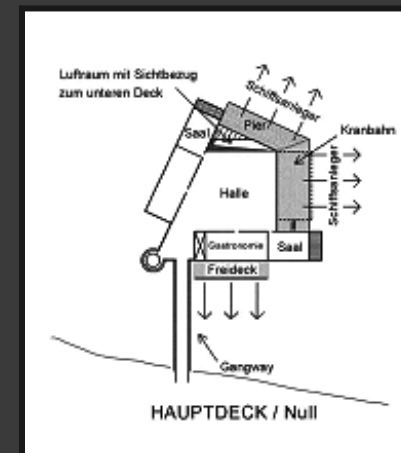 Luftraum mit Sichtbezug
zum unteren Deck
Schiffsanleger
Pier
Kranbahn
Saal
Halle
Schiffsanleger
Gastronomie
Saal
Freideck
Gangway
HAUPTDECK / Null